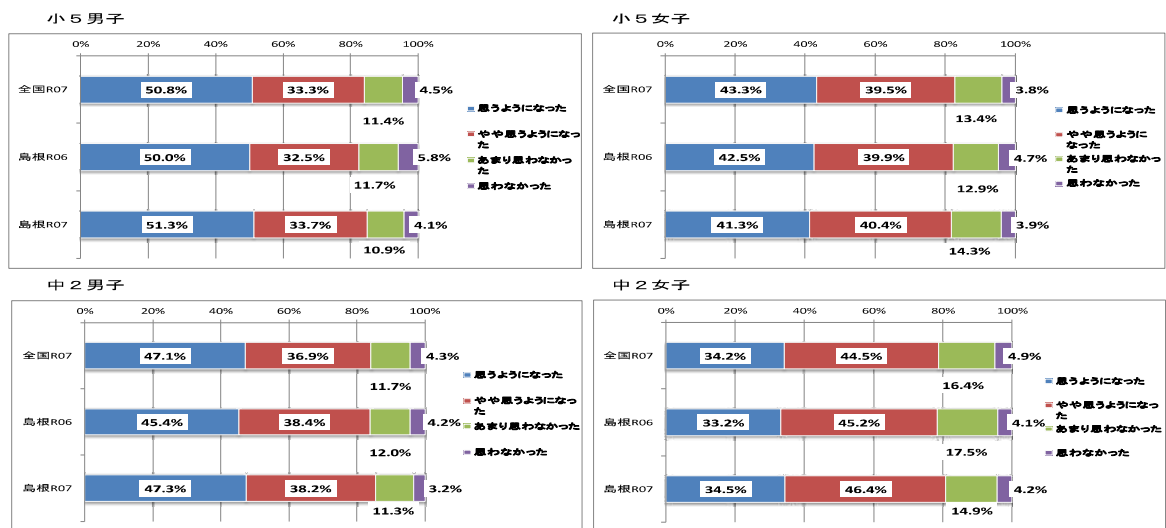 小５男子
0% 20% 40% 60% 80% 100%
全国R07 50.8% 33.3% 11.4% 4.5%
島根R06 50.0% 32.5% 11.7% 5.8%
島根R07 51.3% 33.7% 10.9% 4.1%
思うようになった
やや思うようになっ
た
あまり思わなかっ
た
思わなかった
小５女子
0% 20% 40% 60% 80% 100%
全国R07 43.3% 39.5% 13.4% 3.8%
島根R06 42.5% 39.9% 12.9% 4.7%
島根R07 41.3% 40.4% 14.3% 3.9%
思うようになった
やや思うように
なった
あまり思わなかっ
た
思わなかった
中２男子
0% 20% 40% 60% 80% 100%
全国R07 47.1% 36.9% 11.7% 4.3%
島根R06 45.4% 38.4% 12.0% 4.2%
島根R07 47.3% 38.2% 11.3% 3.2%
思うようになった
やや思うようになっ
た
あまり思わなかった
思わなかった
中２女子
0% 20% 40% 60% 80% 100%
全国R07 34.2% 44.5% 16.4% 4.9%
島根R06 33.2% 45.2% 17.5% 4.1%
島根R07 34.5% 46.4% 14.9% 4.2%
思うようになった
やや思うようになっ
た
あまり思わなかった
思わなかった